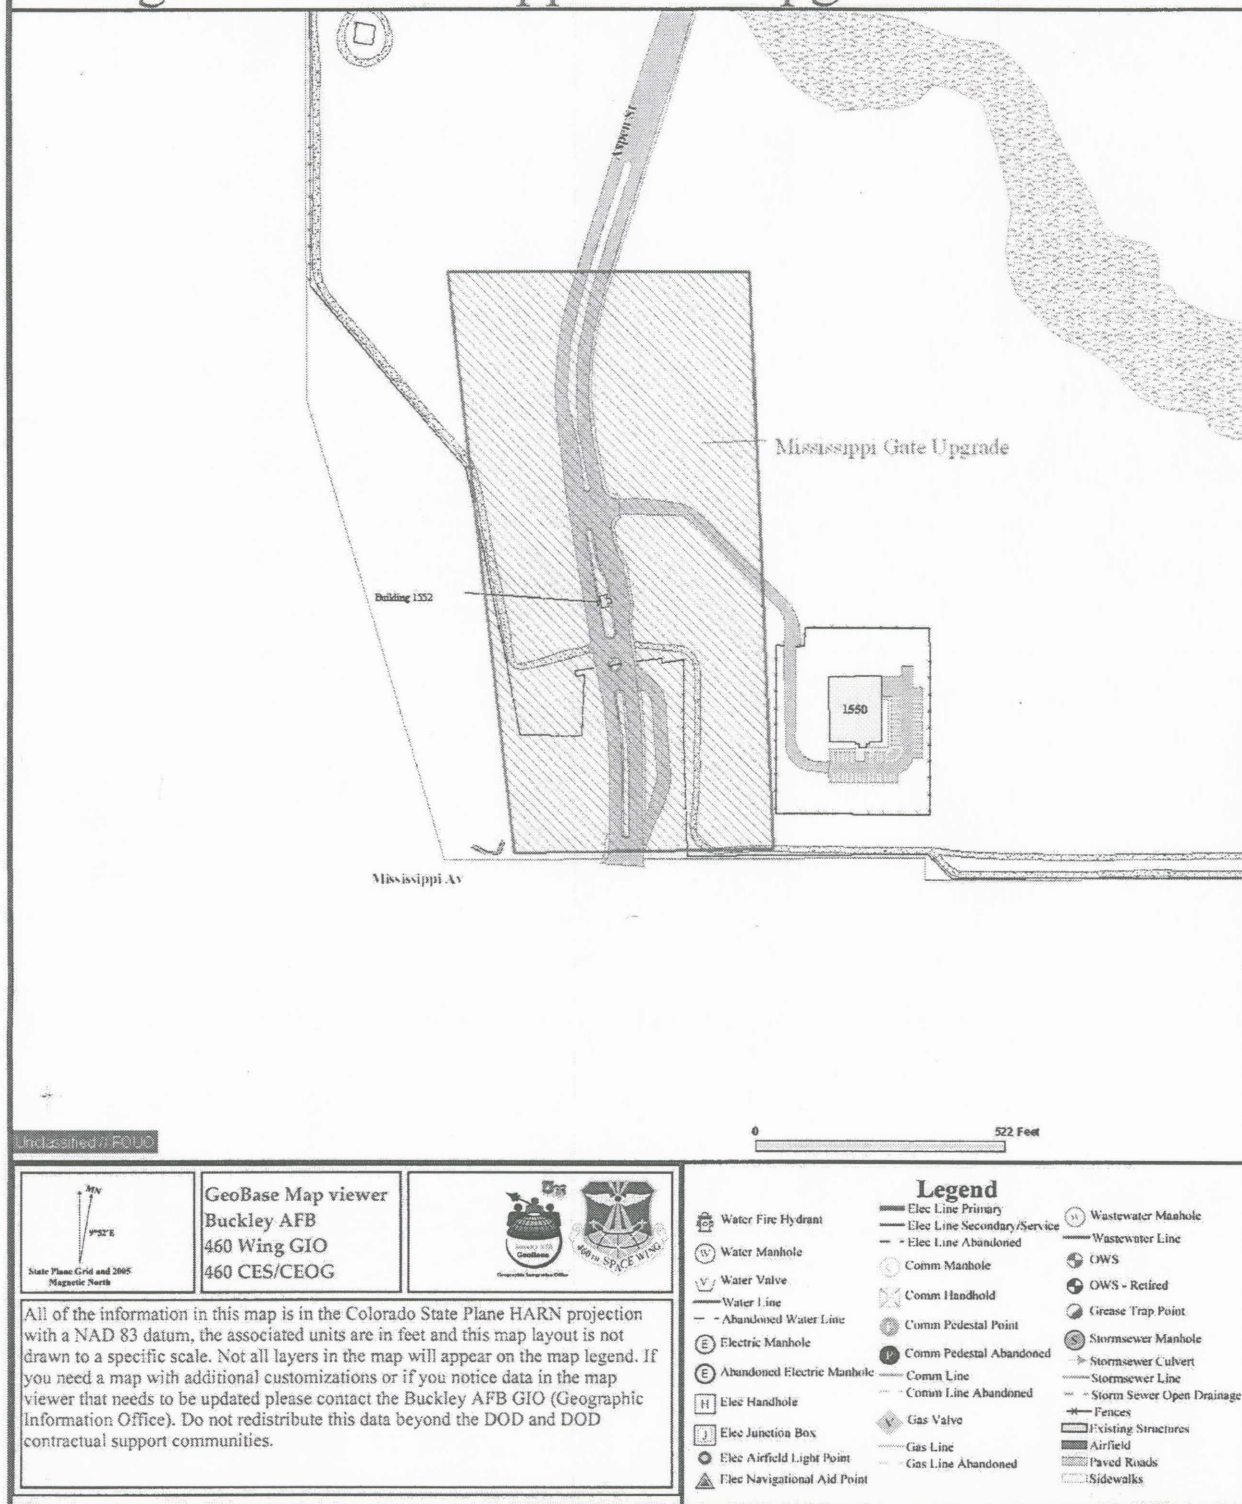 Aspen St
Mississippi Gate Upgrade
Building 1552
1550
Mississippi Av
Unclassified // FOUO
0 522 Feet
MN
9°52'E
State Plane Grid and 2005
Magnetic North
GeoBase Map viewer
Buckley AFB
460 Wing GIO
460 CES/CEOG
GeoBase
Geographic Integration Office
460TH SPACE WING
All of the information in this map is in the Colorado State Plane HARN projection
with a NAD 83 datum, the associated units are in feet and this map layout is not
drawn to a specific scale. Not all layers in the map will appear on the map legend. If
you need a map with additional customizations or if you notice data in the map
viewer that needs to be updated please contact the Buckley AFB GIO (Geographic
Information Office). Do not redistribute this data beyond the DOD and DOD
contractual support communities.
Legend
Water Fire Hydrant
W Water Manhole
V Water Valve
Water Line
Abandoned Water Line
E Electric Manhole
E Abandoned Electric Manhole
H Elec Handhole
J Elec Junction Box
Elec Airfield Light Point
Elec Navigational Aid Point
Elec Line Primary
Elec Line Secondary/Service
Elec Line Abandoned
C Comm Manhole
Comm Handhold
Comm Pedestal Point
P Comm Pedestal Abandoned
Comm Line
Comm Line Abandoned
V Gas Valve
Gas Line
Gas Line Abandoned
W Wastewater Manhole
Wastewater Line
OWS
OWS - Retired
Grease Trap Point
S Stormsewer Manhole
Stormsewer Culvert
Stormsewer Line
Storm Sewer Open Drainage
Fences
Existing Structures
Airfield
Paved Roads
Sidewalks